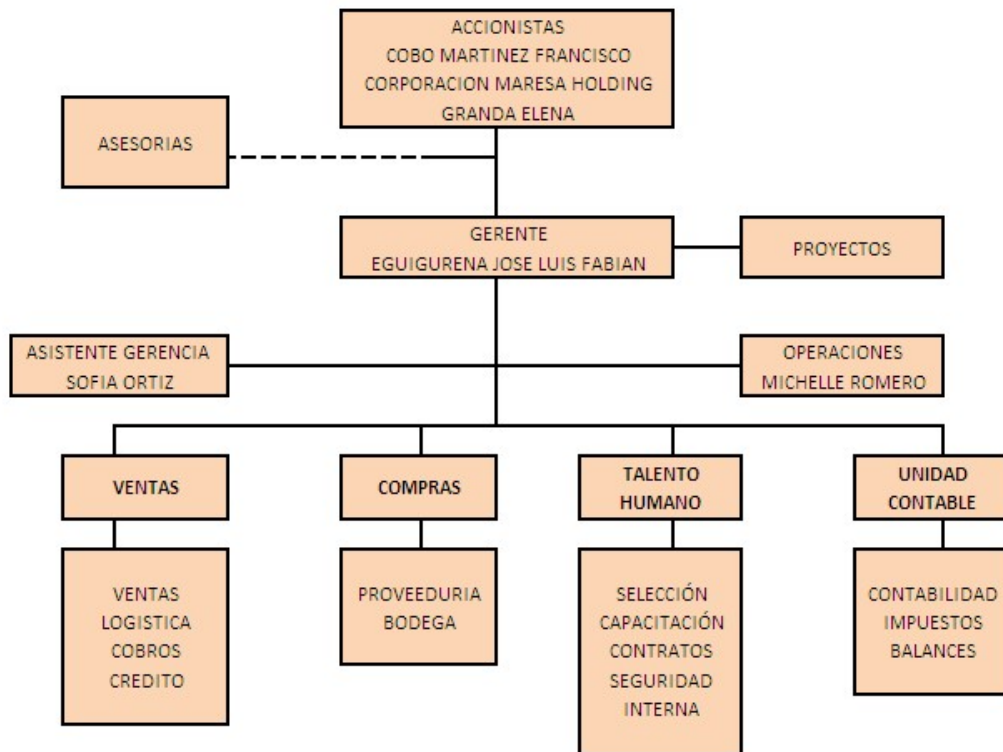 ACCIONISTAS
COBO MARTINEZ FRANCISCO
CORPORACION MARESA HOLDING
GRANDA ELENA
ASESORIAS
GERENTE
EGUIGURENA JOSE LUIS FABIAN
PROYECTOS
ASISTENTE GERENCIA
SOFIA ORTIZ
OPERACIONES
MICHELLE ROMERO
VENTAS
COMPRAS
TALENTO
HUMANO
UNIDAD
CONTABLE
VENTAS
LOGISTICA
COBROS
CREDITO
PROVEEDURIA
BODEGA
SELECCIÓN
CAPACITACIÓN
CONTRATOS
SEGURIDAD
INTERNA
CONTABILIDAD
IMPUESTOS
BALANCES